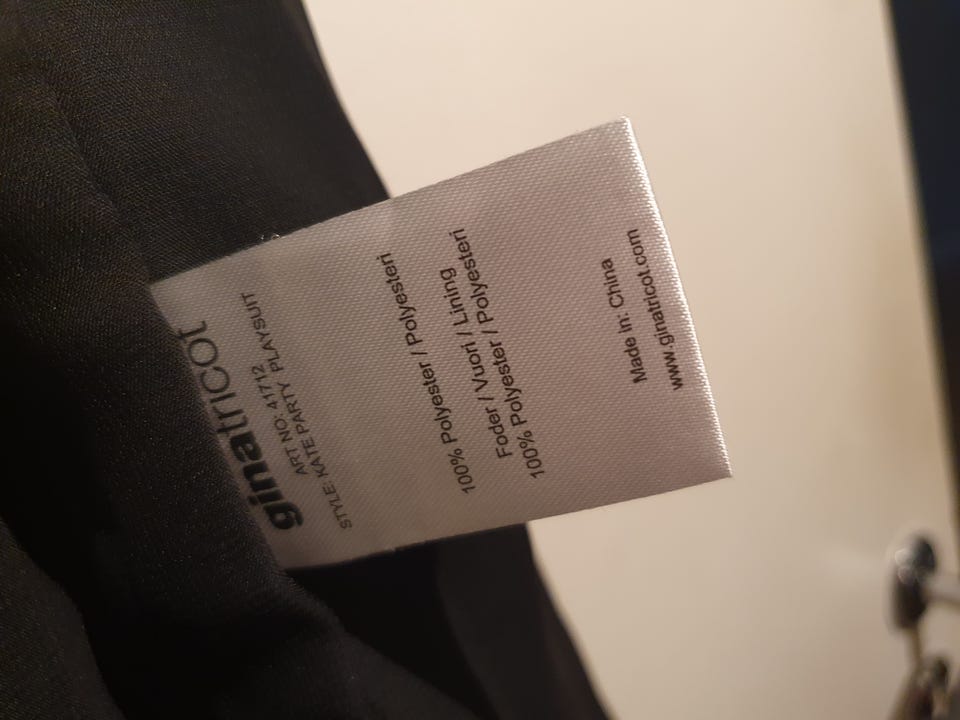 ginatricot
ART NO: 41712
STYLE: KATE PARTY PLAYSUIT
100% Polyester / Polyesteri
Foder / Vuori / Lining
100% Polyester / Polyesteri
Made in: China
www.ginatricot.com